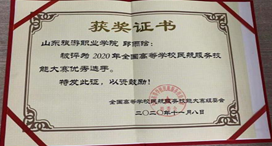 获奖证书
山东旅游职业学院
被评为2020年全国高等学校民航服务技
能大赛优秀选手。
特发此证，以资鼓励！
全国高等学校民航服务技能大赛组委会
二〇二〇年十一月八日